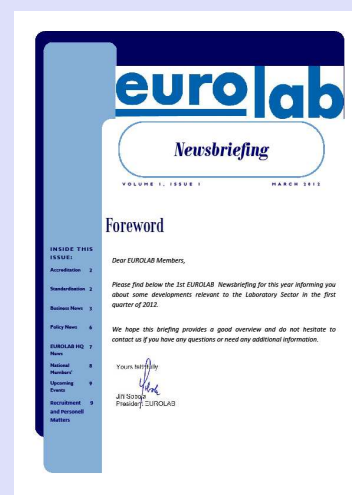 eurolab
Newsbriefing
VOLUME 1, ISSUE 1 MARCH 2012
Foreword
INSIDE THIS
ISSUE:
Accreditation 2
Standardization 2
Business News 3
Policy News 6
EUROLAB HQ 7
News
National 8
Members'
Upcoming 9
Events
Recruitment 9
and Personell
Matters
Dear EUROLAB Members,
Please find below the 1st EUROLAB Newsbriefing for this year informing you
about some developments relevant to the Laboratory Sector in the first
quarter of 2012.
We hope this briefing provides a good overview and do not hesitate to
contact us if you have any questions or need any additional information.
Yours faithfully
Jiří Sobola
President EUROLAB